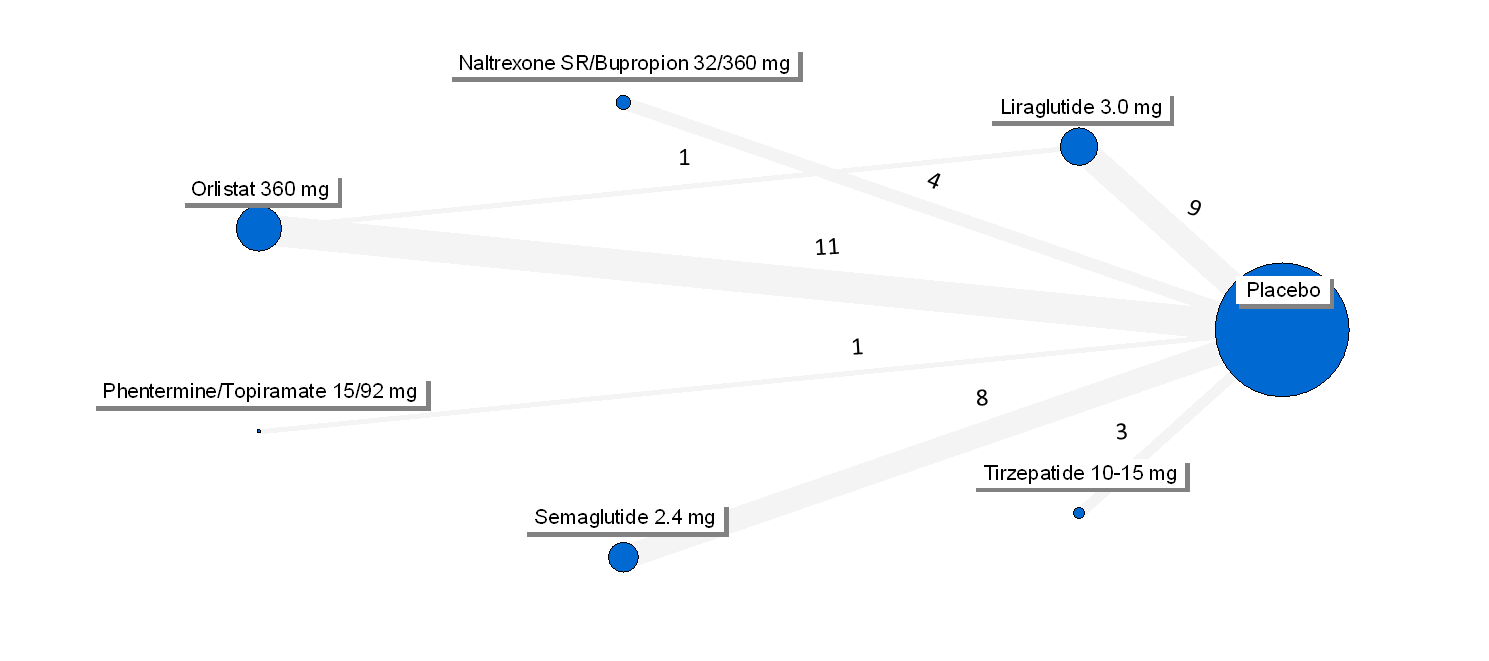 Naltrexone SR/Bupropion 32/360 mg
Liraglutide 3.0 mg
1
4
Orlistat 360 mg
9
11
Placebo
1
Phentermine/Topiramate 15/92 mg
8
3
Tirzepatide 10-15 mg
Semaglutide 2.4 mg